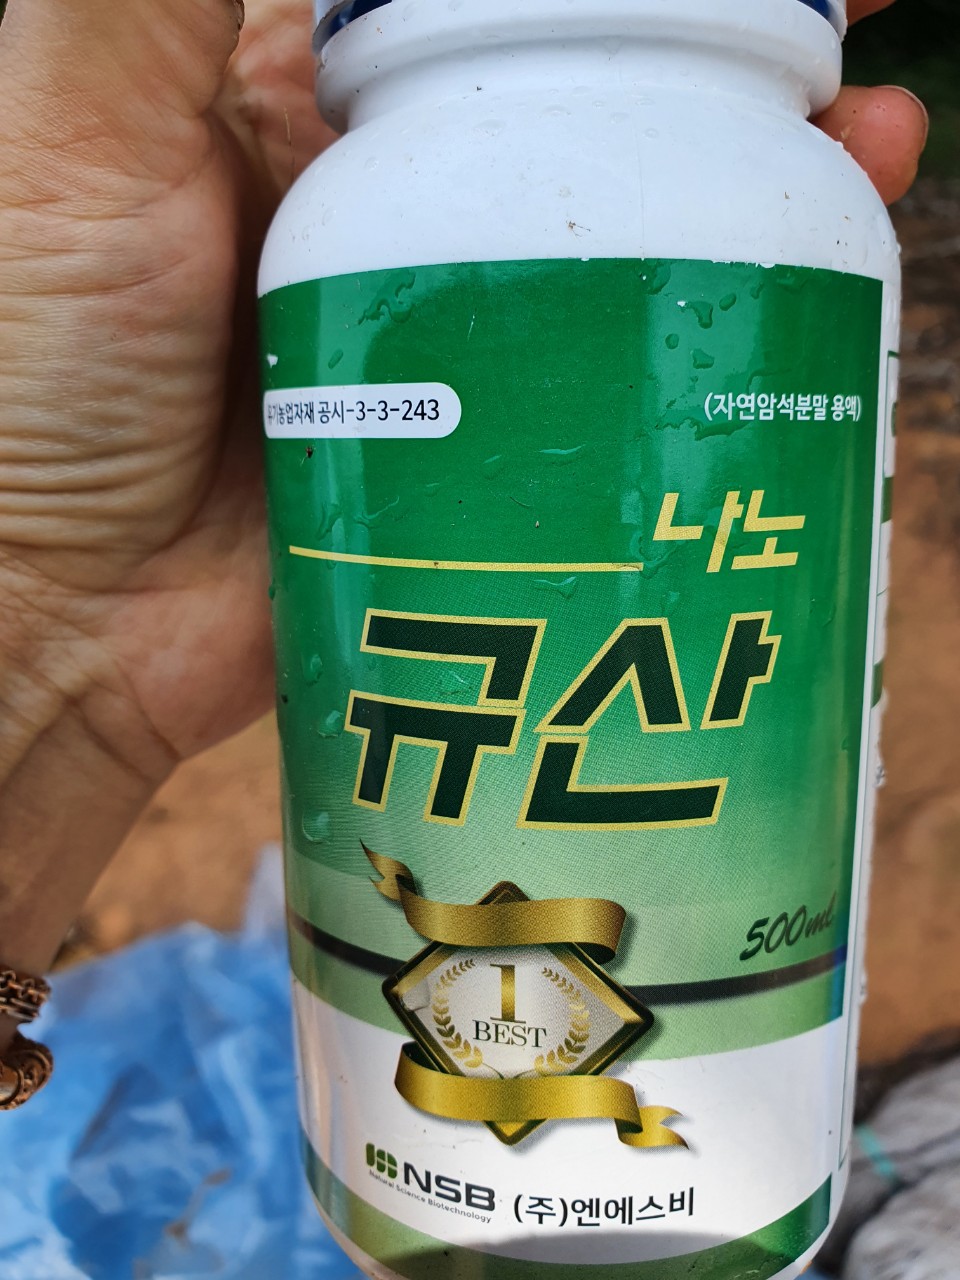 유기농업자재 공시-3-3-243
(자연암석분말 용액)
나노
규산
500ml
1
BEST
NSB (주)엔에스비
Natural Science Biotechnology